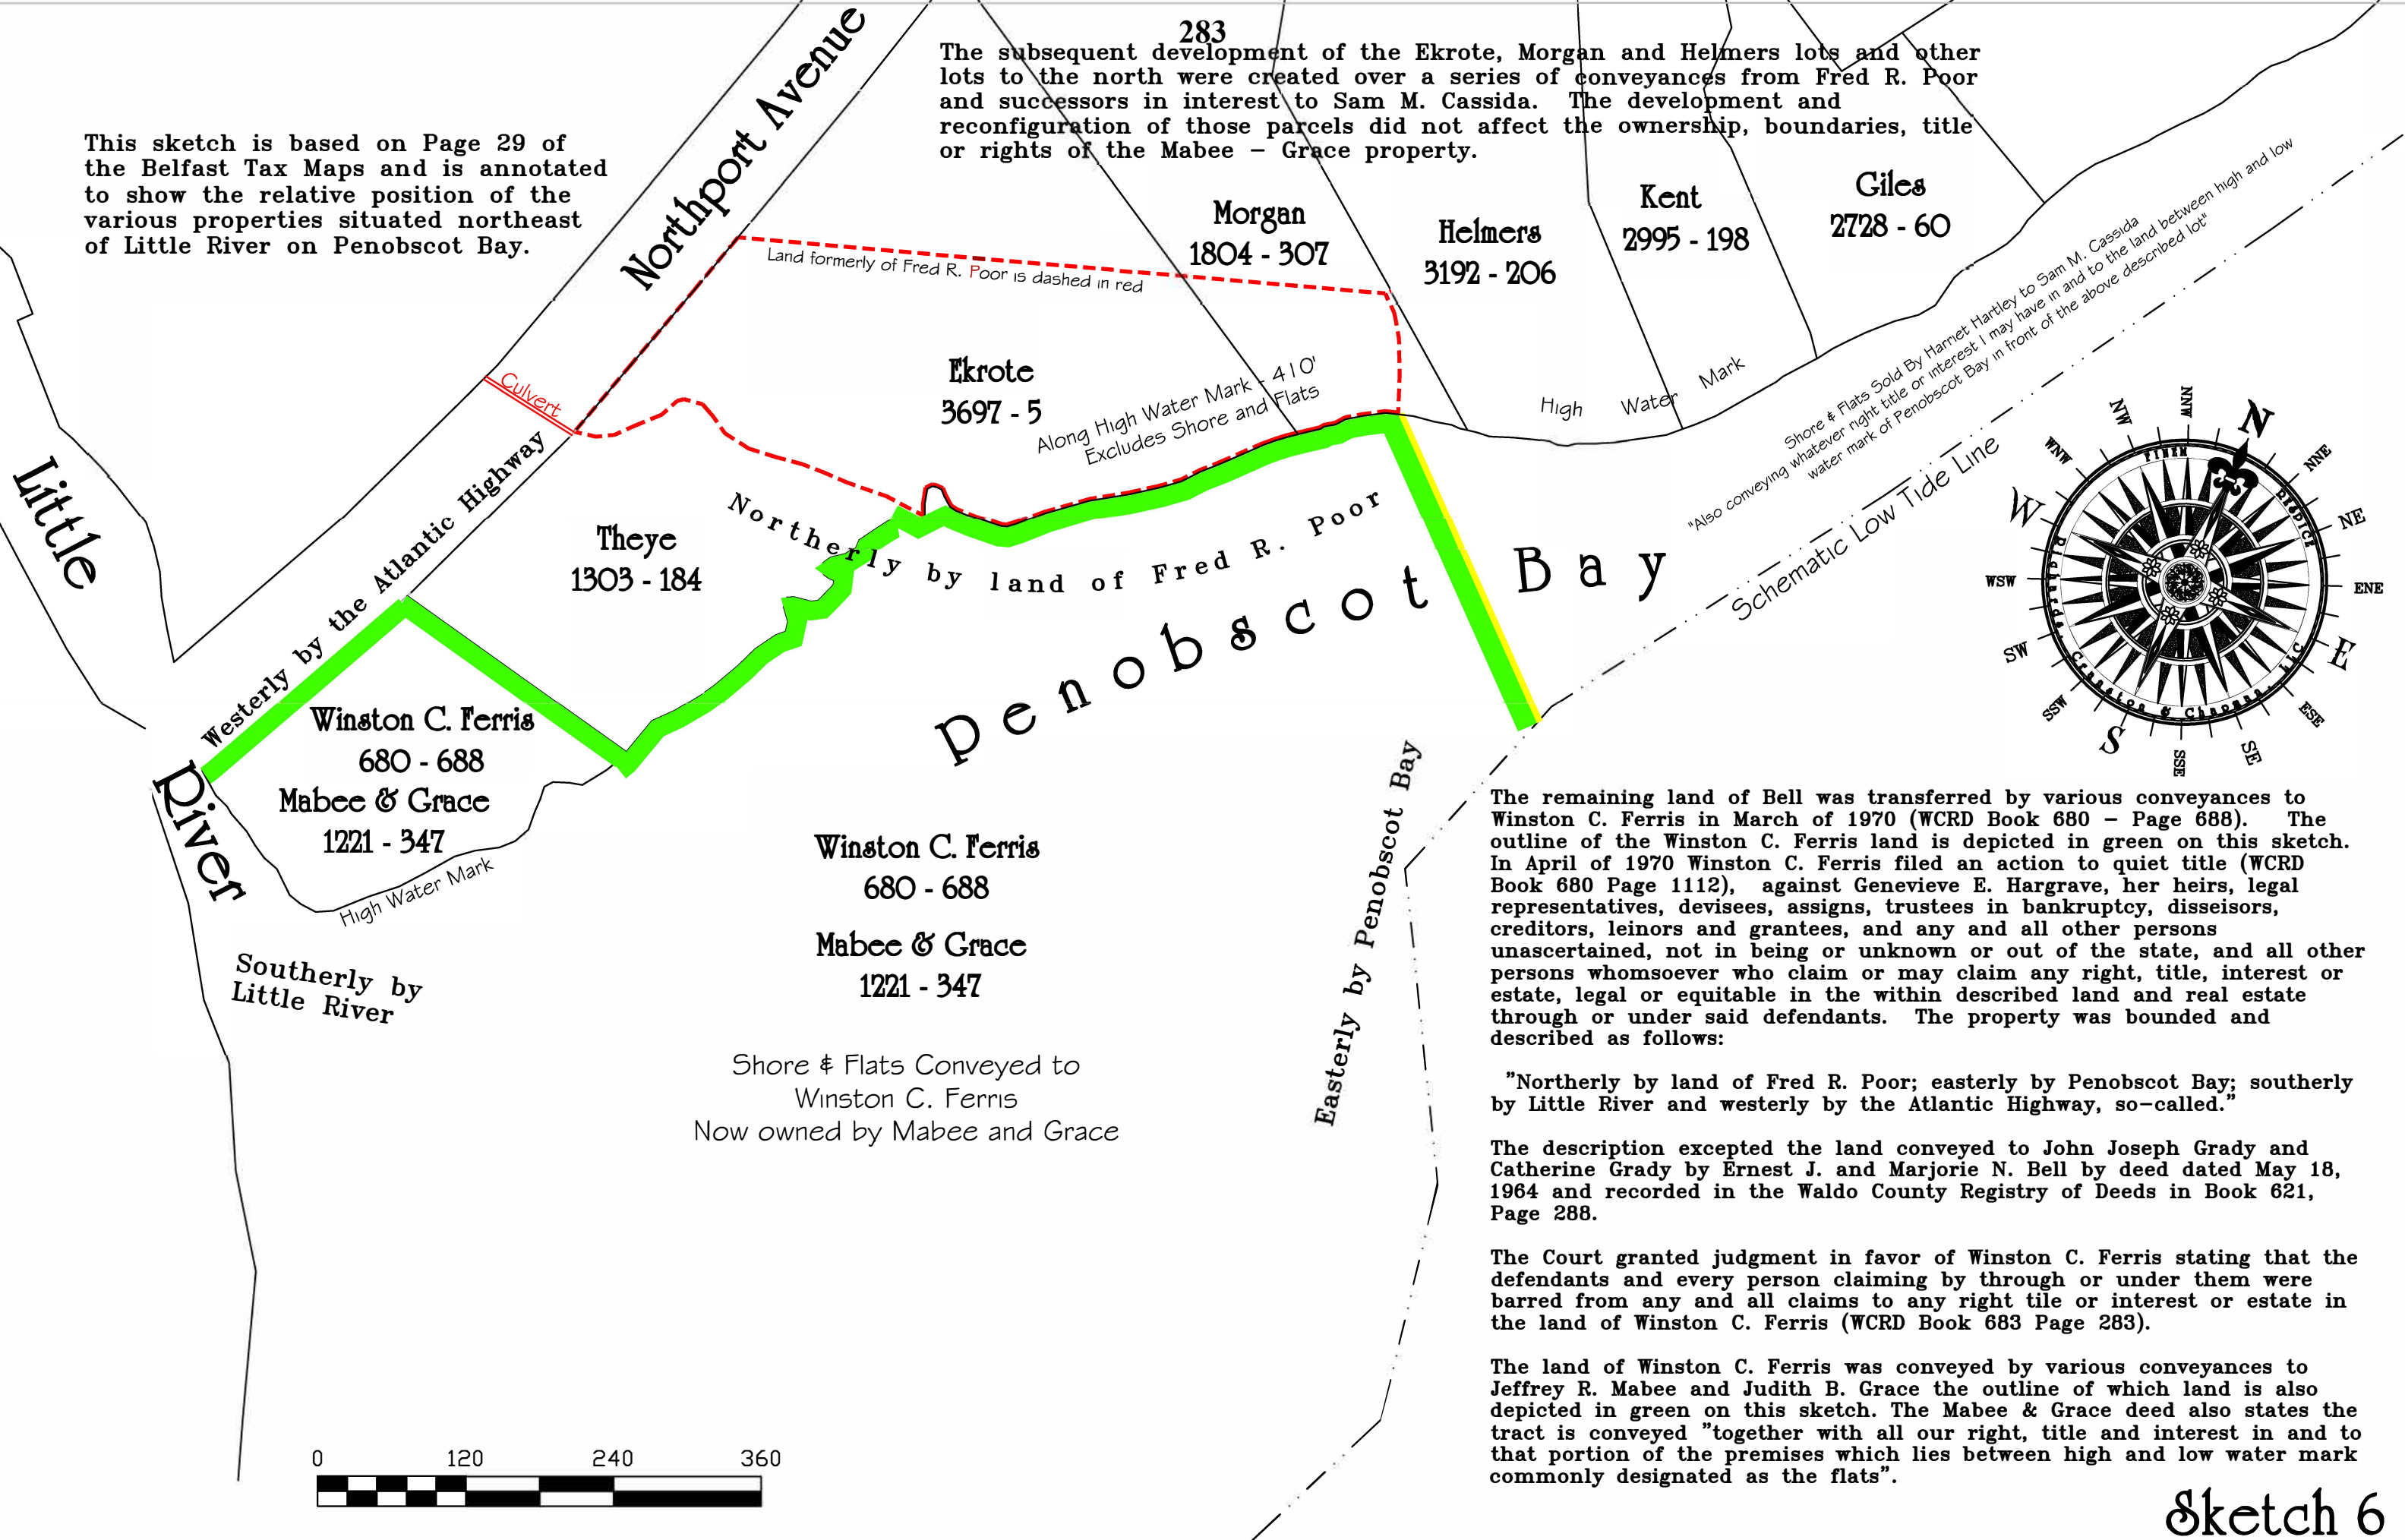 283
The subsequent development of the Ekrote, Morgan and Helmers lots and other
lots to the north were created over a series of conveyances from Fred R. Poor
and successors in interest to Sam M. Cassida. The development and
reconfiguration of those parcels did not affect the ownership, boundaries, title
or rights of the Mabee – Grace property.
This sketch is based on Page 29 of
the Belfast Tax Maps and is annotated
to show the relative position of the
various properties situated northeast
of Little River on Penobscot Bay.
Northport Avenue
Morgan
1804 - 307
Helmers
3192 - 206
Kent
2995 - 198
Giles
2728 - 60
Land formerly of Fred R. Poor is dashed in red
Culvert
Ekrote
3697 - 5
Along High Water Mark - 410'
Excludes Shore and Flats
High Water Mark
Shore & Flats Sold By Harriet Hartley to Sam M. Cassida
"Also conveying whatever right title or interest I may have in and to the land between high and low
water mark of Penobscot Bay in front of the above described lot"
Schematic Low Tide Line
Little
River
Westerly by the Atlantic Highway
Theye
1303 - 184
Northerly by land of Fred R. Poor
Penobscot Bay
Winston C. Ferris
680 - 688
Mabee & Grace
1221 - 347
High Water Mark
Southerly by
Little River
Winston C. Ferris
680 - 688
Mabee & Grace
1221 - 347
Shore & Flats Conveyed to
Winston C. Ferris
Now owned by Mabee and Grace
Easterly by Penobscot Bay
N
NNE
NE
ENE
E
ESE
SE
SSE
S
SSW
SW
WSW
W
WNW
NW
NNW
The remaining land of Bell was transferred by various conveyances to
Winston C. Ferris in March of 1970 (WCRD Book 680 – Page 688). The
outline of the Winston C. Ferris land is depicted in green on this sketch.
In April of 1970 Winston C. Ferris filed an action to quiet title (WCRD
Book 680 Page 1112), against Genevieve E. Hargrave, her heirs, legal
representatives, devisees, assigns, trustees in bankruptcy, disseisors,
creditors, leinors and grantees, and any and all other persons
unascertained, not in being or unknown or out of the state, and all other
persons whomsoever who claim or may claim any right, title, interest or
estate, legal or equitable in the within described land and real estate
through or under said defendants. The property was bounded and
described as follows:
"Northerly by land of Fred R. Poor; easterly by Penobscot Bay; southerly
by Little River and westerly by the Atlantic Highway, so–called."
The description excepted the land conveyed to John Joseph Grady and
Catherine Grady by Ernest J. and Marjorie N. Bell by deed dated May 18,
1964 and recorded in the Waldo County Registry of Deeds in Book 621,
Page 288.
The Court granted judgment in favor of Winston C. Ferris stating that the
defendants and every person claiming by through or under them were
barred from any and all claims to any right tile or interest or estate in
the land of Winston C. Ferris (WCRD Book 683 Page 283).
The land of Winston C. Ferris was conveyed by various conveyances to
Jeffrey R. Mabee and Judith B. Grace the outline of which land is also
depicted in green on this sketch. The Mabee & Grace deed also states the
tract is conveyed "together with all our right, title and interest in and to
that portion of the premises which lies between high and low water mark
commonly designated as the flats".
0 120 240 360
Sketch 6